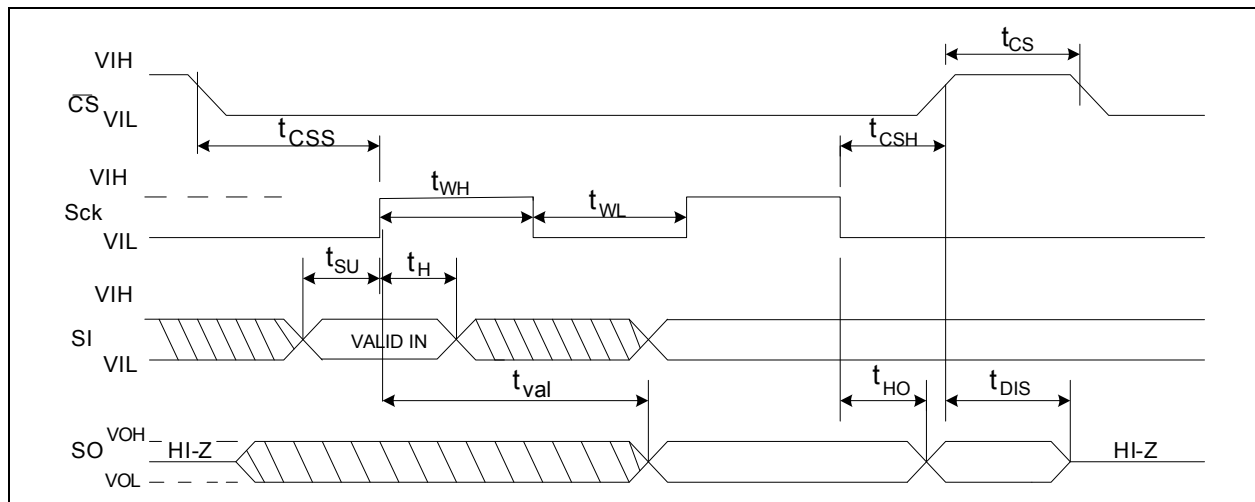 tCS
VIH
CS
VIL
tCSS
tCSH
VIH
tWH
Sck
tWL
VIL
tSU
tH
VIH
SI
VALID IN
VIL
tval
tHO
tDIS
VOH
SO
HI-Z
HI-Z
VOL